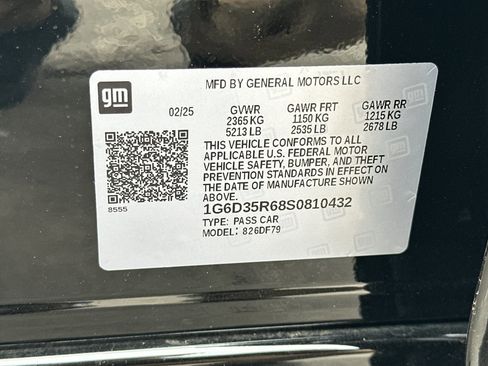 gm
MFD BY GENERAL MOTORS LLC
02/25 GVWR GAWR FRT GAWR RR
2365 KG 1150 KG 1215 KG
5213 LB 2535 LB 2678 LB
THIS VEHICLE CONFORMS TO ALL
APPLICABLE U.S. FEDERAL MOTOR
VEHICLE SAFETY, BUMPER, AND THEFT
PREVENTION STANDARDS IN EFFECT ON
THE DATE OF MANUFACTURE SHOWN
ABOVE.
8555
1G6D35R68S0810432
TYPE: PASS CAR
MODEL: 826DF79